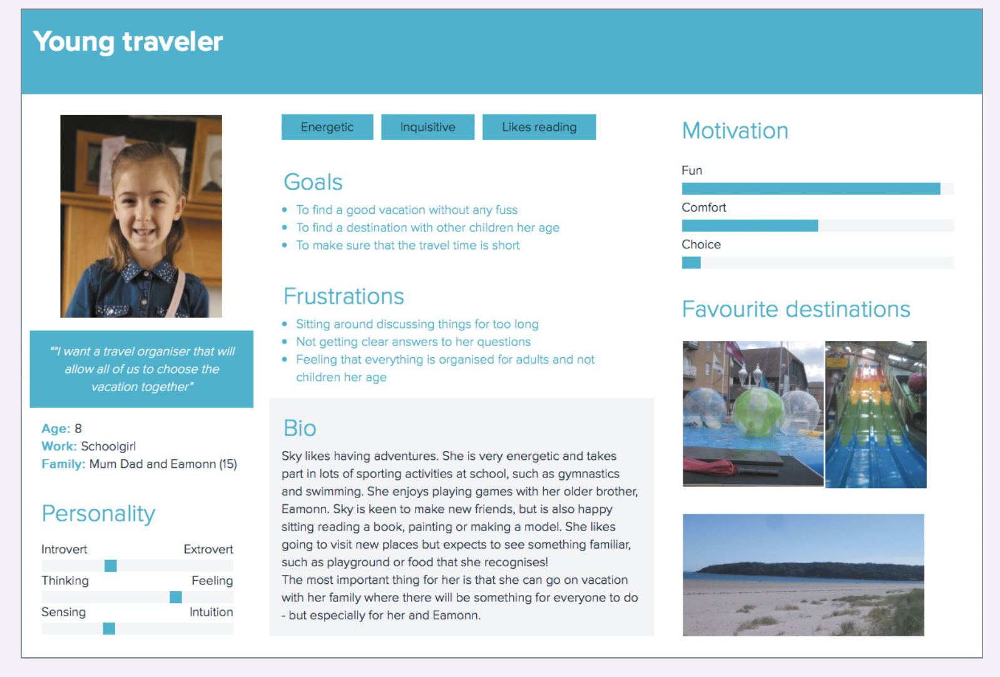 Young traveler
""I want a travel organiser that will
allow all of us to choose the
vacation together"
Age: 8
Work: Schoolgirl
Family: Mum Dad and Eamonn (15)
Personality
Introvert Extrovert
Thinking Feeling
Sensing Intuition
Energetic Inquisitive Likes reading
Goals
• To find a good vacation without any fuss
• To find a destination with other children her age
• To make sure that the travel time is short
Frustrations
• Sitting around discussing things for too long
• Not getting clear answers to her questions
• Feeling that everything is organised for adults and not
children her age
Bio
Sky likes having adventures. She is very energetic and takes
part in lots of sporting activities at school, such as gymnastics
and swimming. She enjoys playing games with her older brother,
Eamonn. Sky is keen to make new friends, but is also happy
sitting reading a book, painting or making a model. She likes
going to visit new places but expects to see something familiar,
such as playground or food that she recognises!
The most important thing for her is that she can go on vacation
with her family where there will be something for everyone to do
- but especially for her and Eamonn.
Motivation
Fun
Comfort
Choice
Favourite destinations